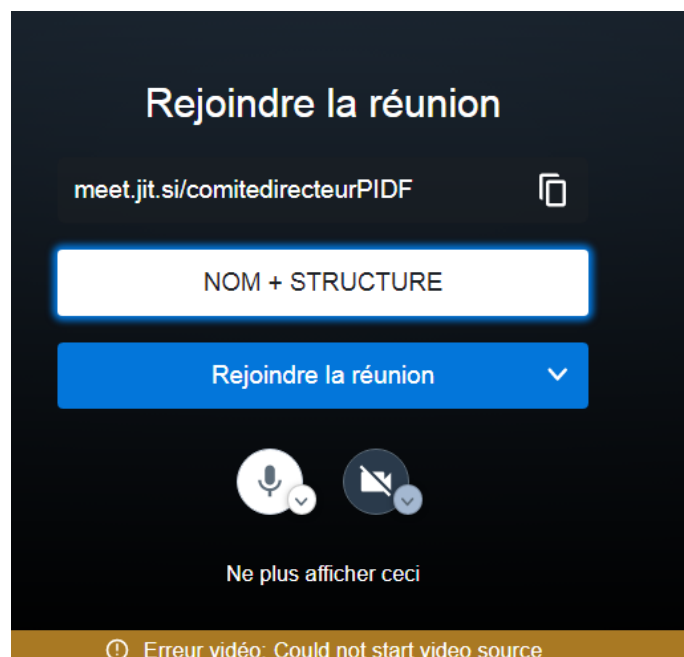 Rejoindre la réunion
meet.jit.si/comitedirecteurPIDF
NOM + STRUCTURE
Rejoindre la réunion
Ne plus afficher ceci
Erreur vidéo: Could not start video source